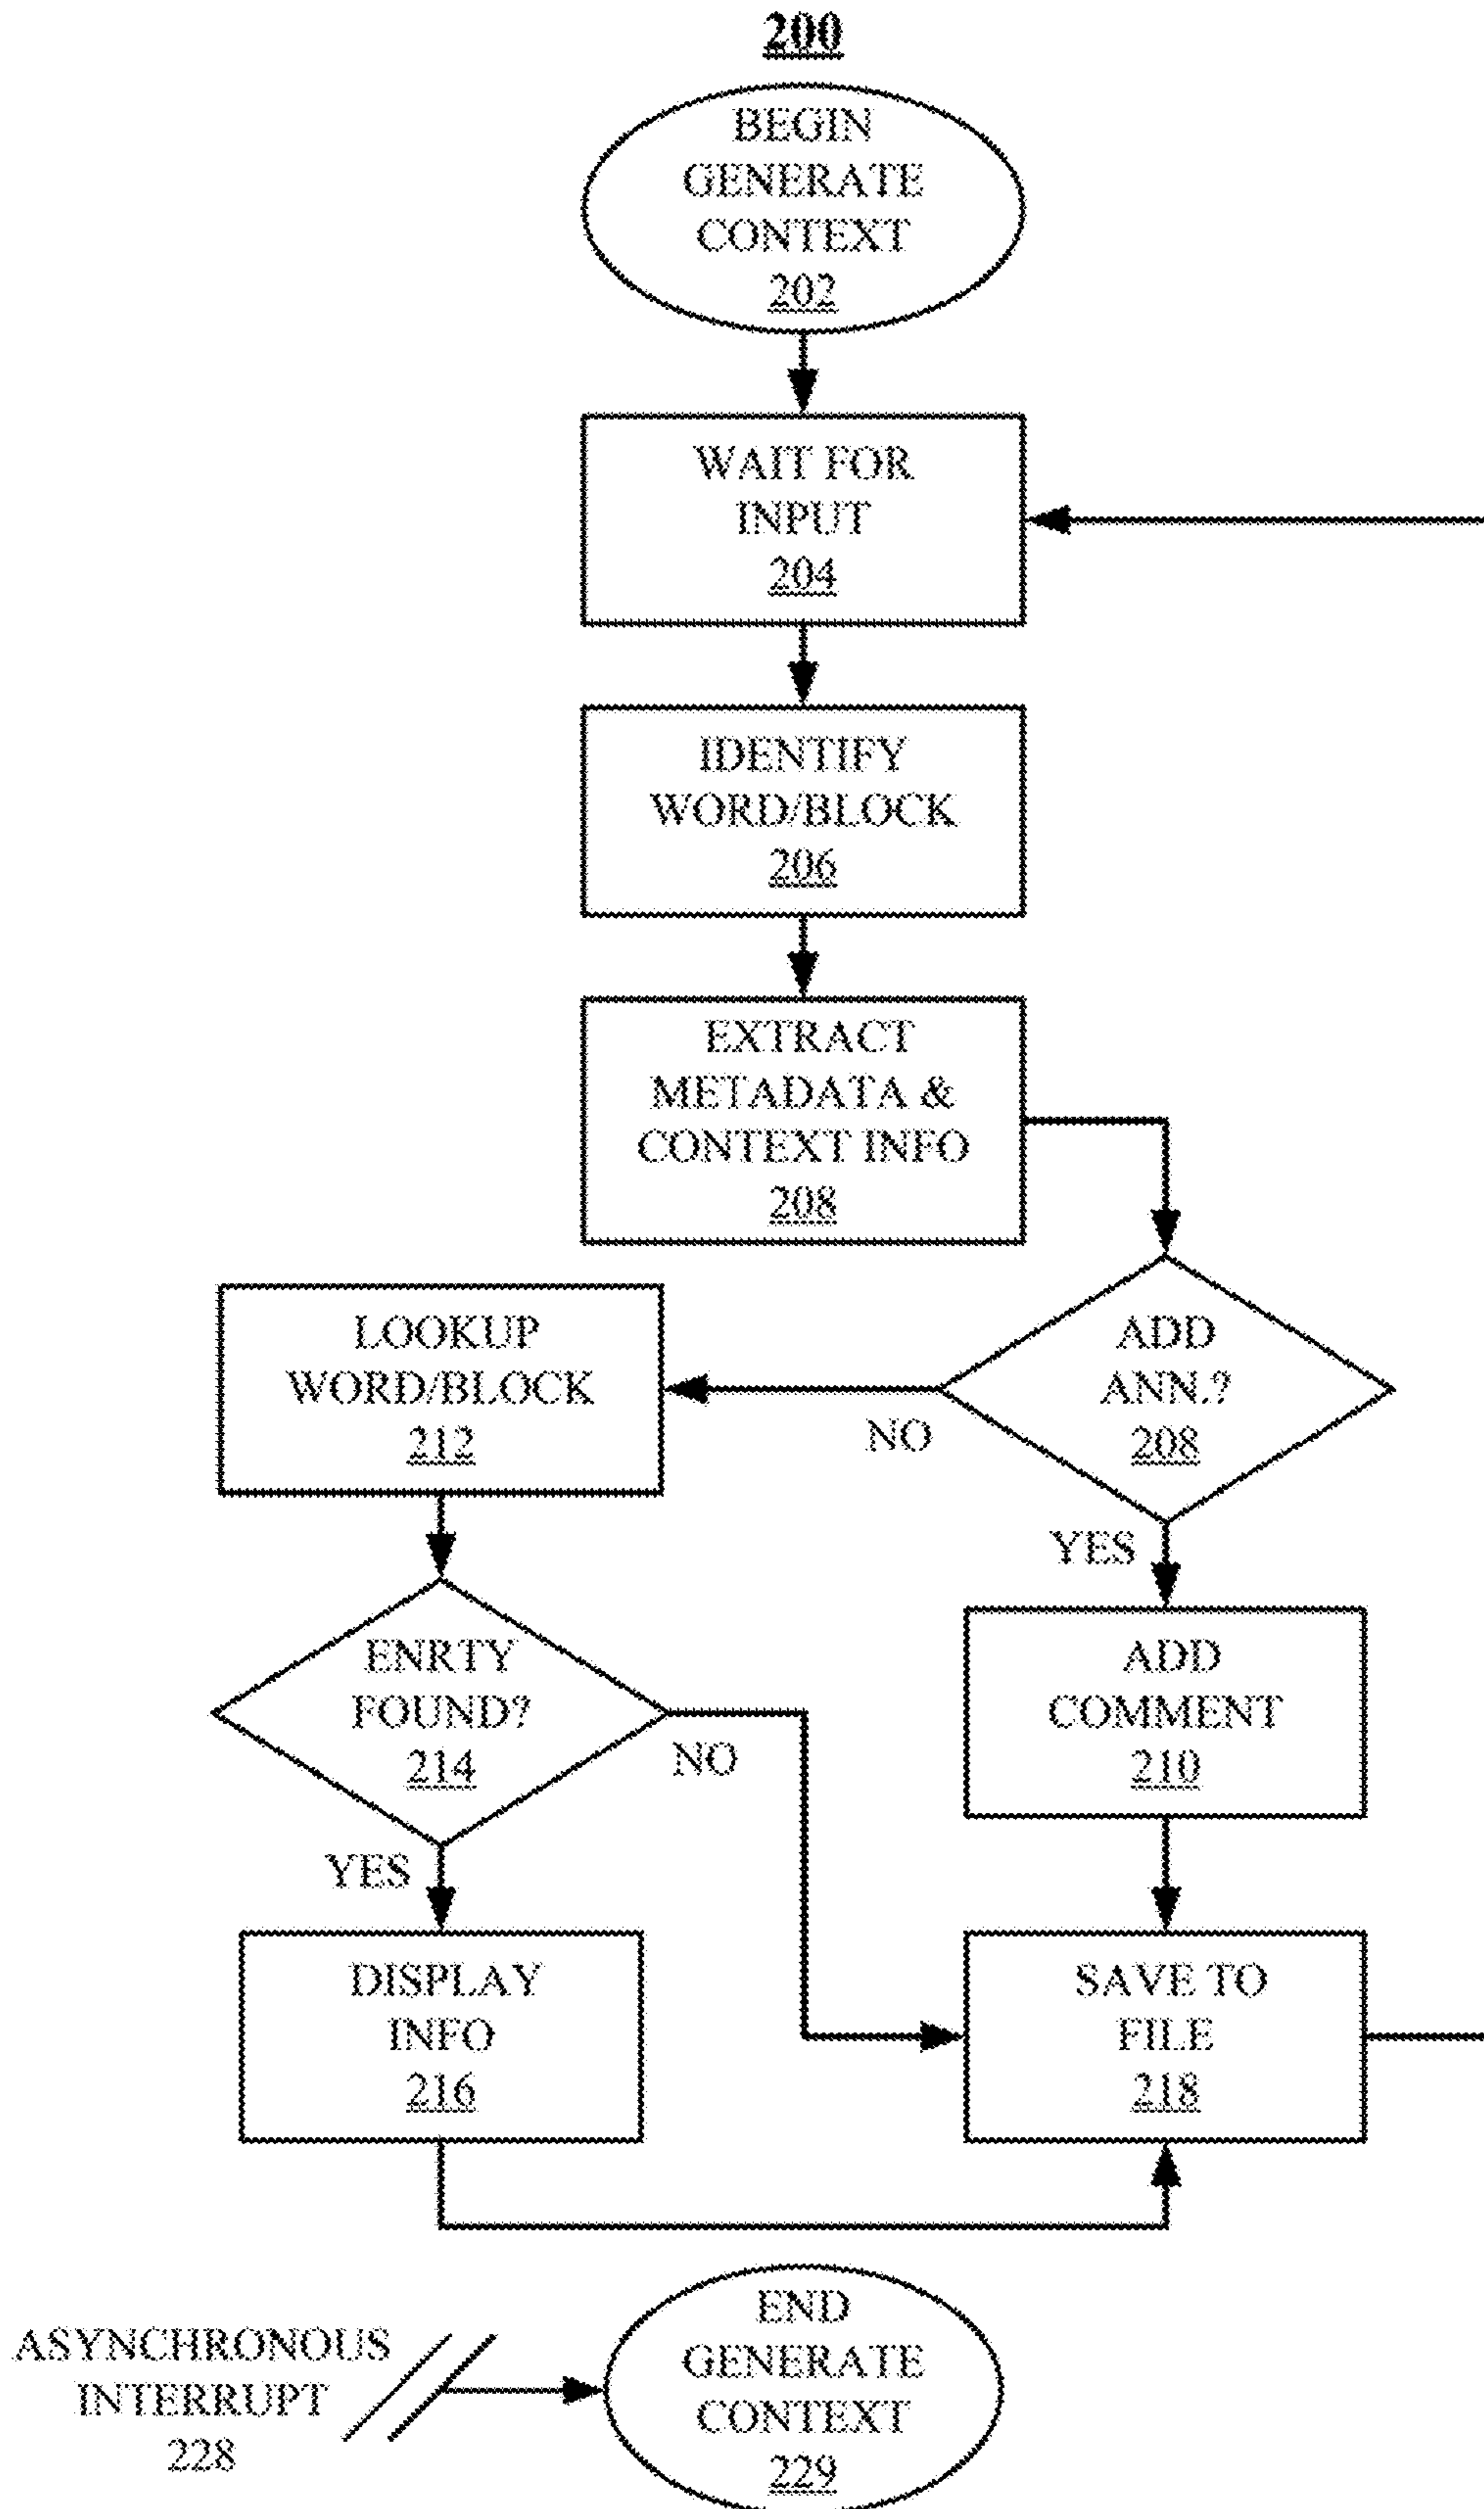 200
BEGIN
GENERATE
CONTEXT
202
WAIT FOR
INPUT
204
IDENTIFY
WORD/BLOCK
206
EXTRACT
METADATA &
CONTEXT INFO
208
LOOKUP
WORD/BLOCK
212
NO
ADD
ANN.?
208
YES
ENRTY
FOUND?
214
NO
YES
ADD
COMMENT
210
DISPLAY
INFO
216
SAVE TO
FILE
218
ASYNCHRONOUS
INTERRUPT
228
END
GENERATE
CONTEXT
229